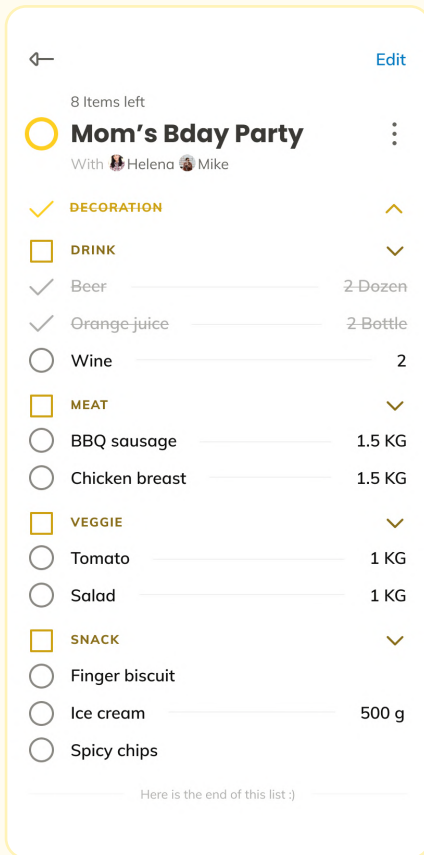 Edit
8 Items left
Mom's Bday Party
With Helena Mike
DECORATION
DRINK
Beer 2 Dozen
Orange juice 2 Bottle
Wine 2
MEAT
BBQ sausage 1.5 KG
Chicken breast 1.5 KG
VEGGIE
Tomato 1 KG
Salad 1 KG
SNACK
Finger biscuit
Ice cream 500 g
Spicy chips
Here is the end of this list :)